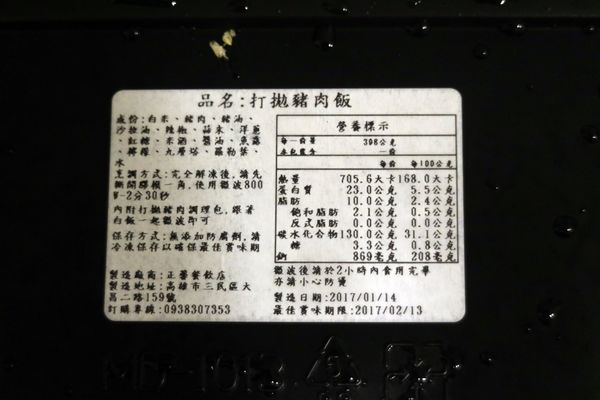 品名:打拋豬肉飯
成份:白米、豬肉、豬油、
沙拉油、辣椒、蒜末、洋蔥
、紅糖、米酒、醬油、魚露
、檸檬、九層塔、羅勒葉、
水
烹調方式:完全解凍後,請先
撕開膠模一角,使用微波800
W-2分30秒
內附打拋豬肉調理包,跟著
白飯一起微波即可
保存方式:無添加防腐劑,請
冷凍保存以確保最佳賞味期
製造廠商:正馨餐飲店
製造地址:高雄市三民區大
昌二路159號
訂購專線:0938307353
營養標示
每一份量 398公克
本包裝含 一份
每份 每100公克
熱量 705.6大卡 168.0大卡
蛋白質 23.0公克 5.5公克
脂肪 10.0公克 2.4公克
飽和脂肪 2.1公克 0.5公克
反式脂肪 0.0公克 0.0公克
碳水化合物 130.0公克 31.1公克
糖 3.3公克 0.8公克
鈉 869毫克 208毫克
微波後請於2小時內食用完畢
亦請小心防燙
製造日期:2017/01/14
最佳賞味期限:2017/02/13